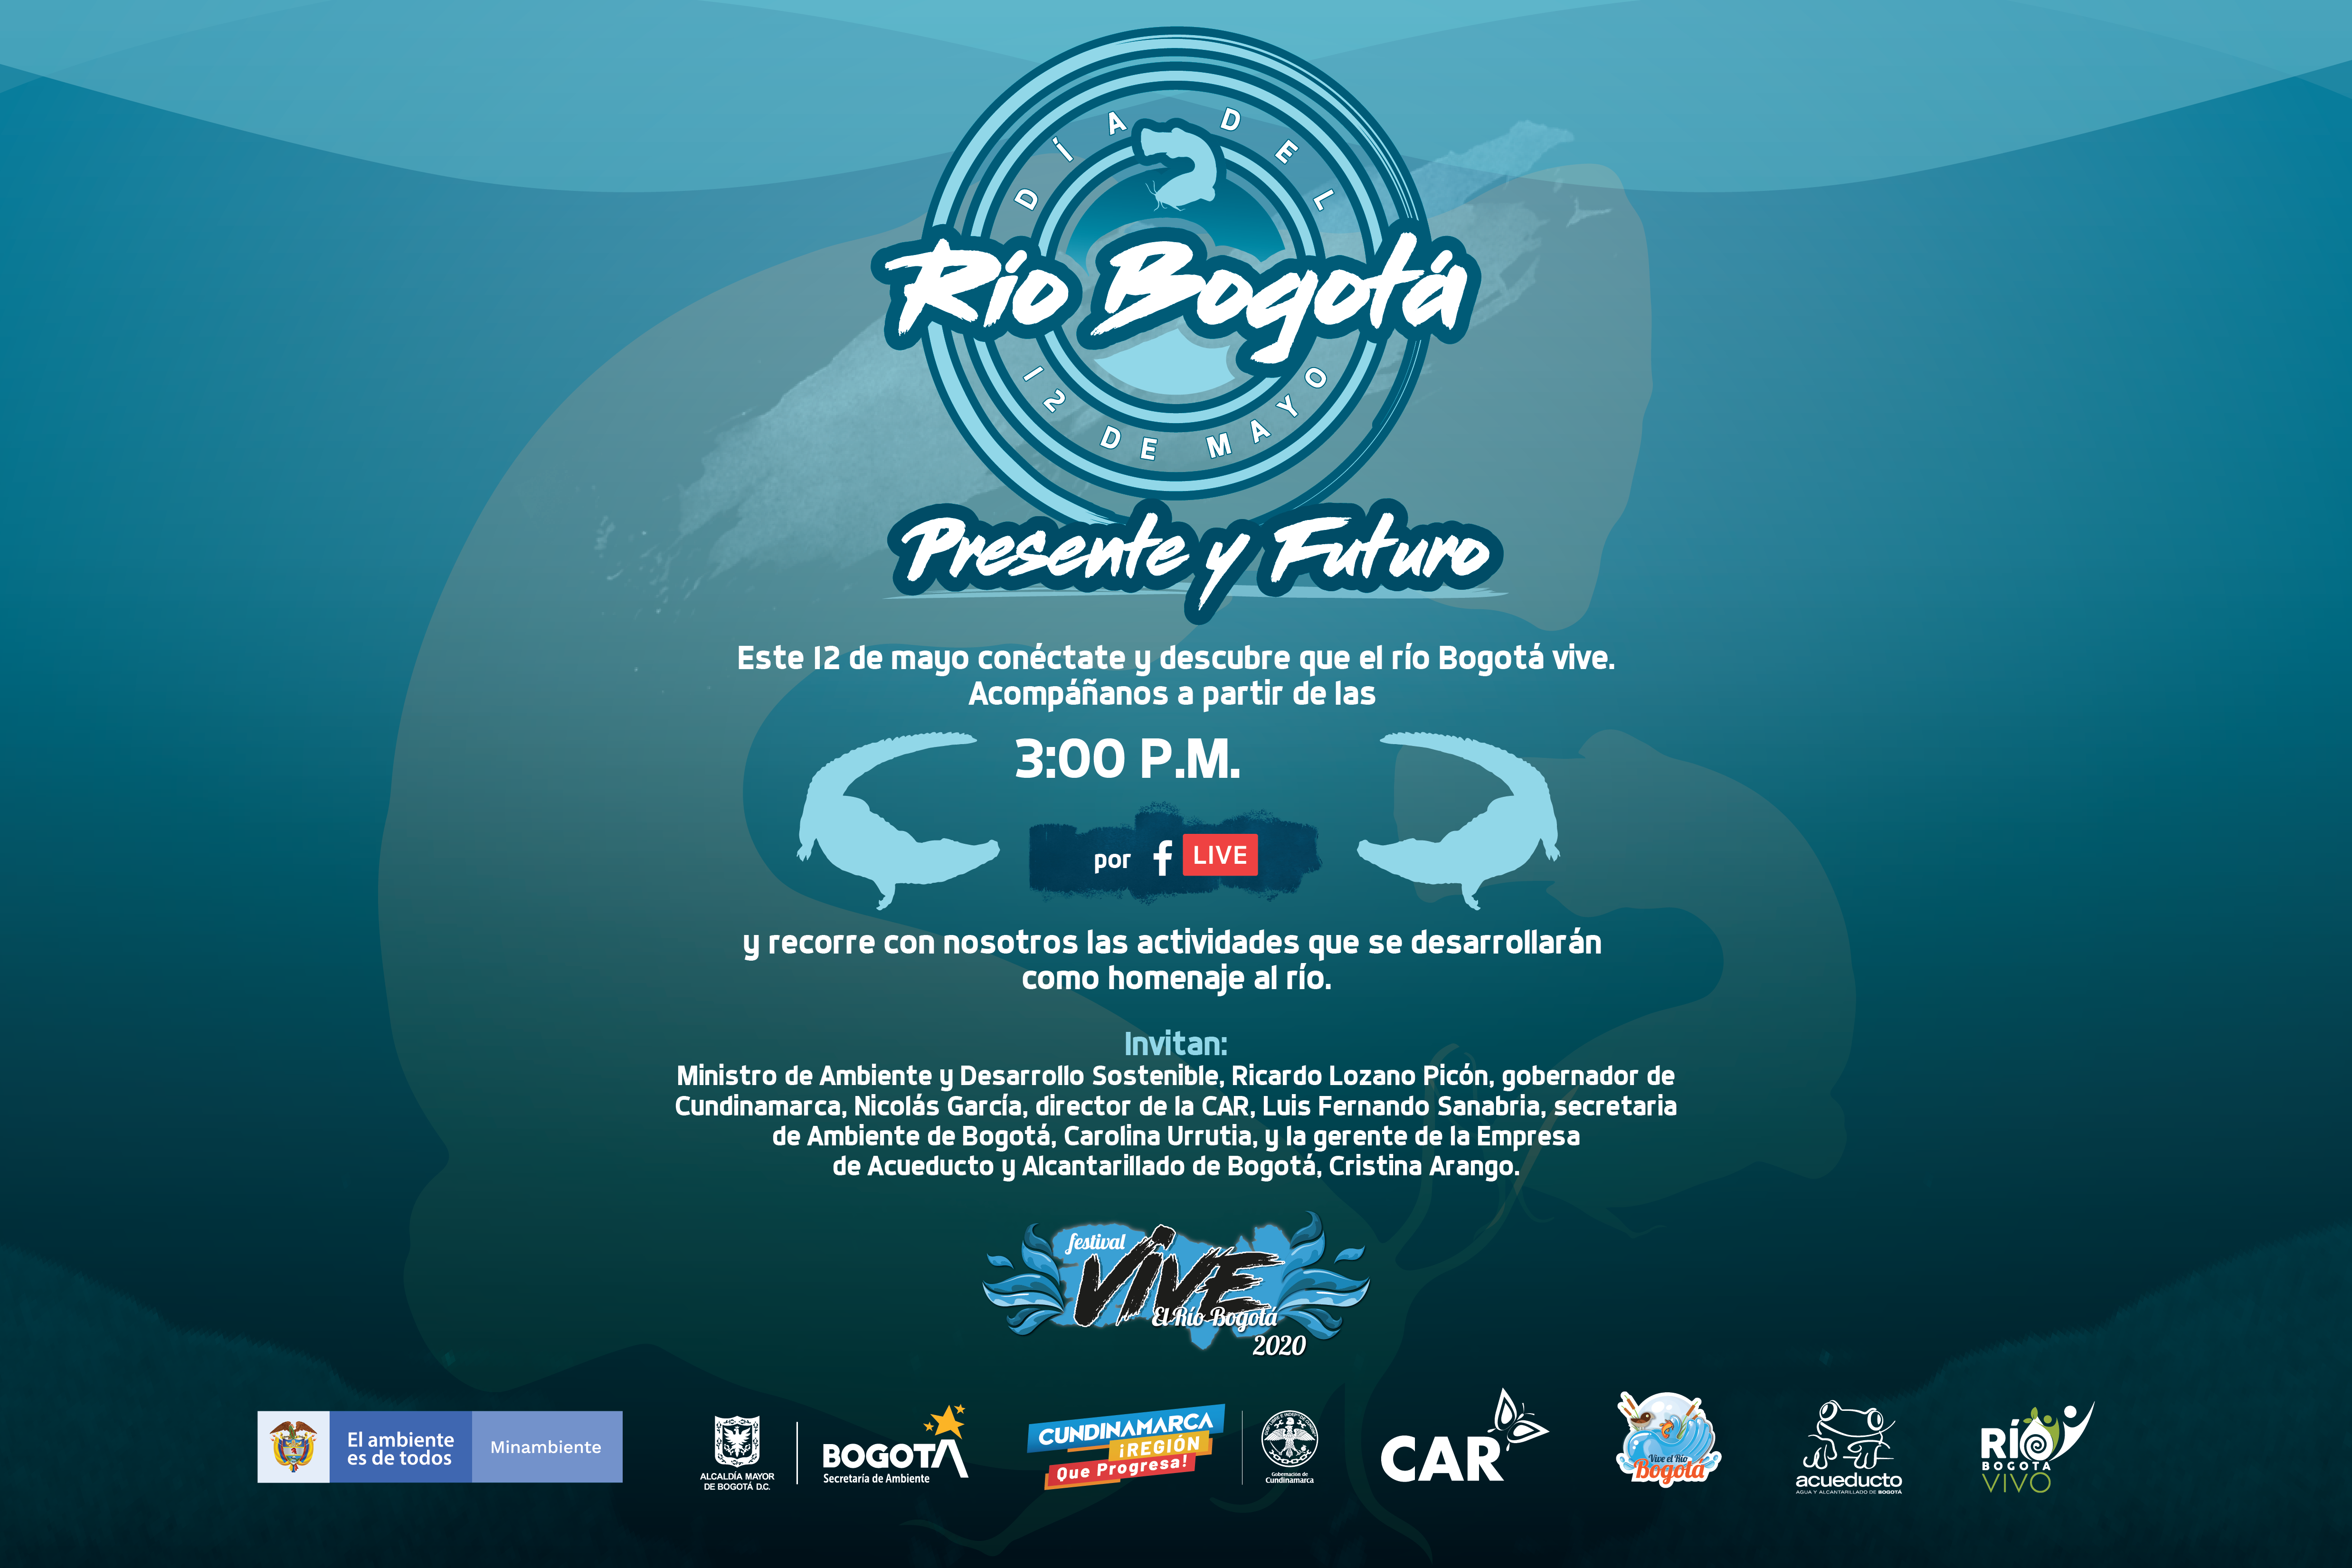 DÍA DEL
Río Bogotá
12 DE MAYO
Presente y Futuro
Este 12 de mayo conéctate y descubre que el río Bogotá vive.
Acompáñanos a partir de las
3:00 P.M.
por f LIVE
y recorre con nosotros las actividades que se desarrollarán
como homenaje al río.
Invitan:
Ministro de Ambiente y Desarrollo Sostenible, Ricardo Lozano Picón, gobernador de
Cundinamarca, Nicolás García, director de la CAR, Luis Fernando Sanabria, secretaria
de Ambiente de Bogotá, Carolina Urrutia, y la gerente de la Empresa
de Acueducto y Alcantarillado de Bogotá, Cristina Arango.
festival
VIVE
El Río Bogotá
2020
El ambiente
es de todos
Minambiente
ALCALDÍA MAYOR
DE BOGOTÁ D.C.
BOGOTÁ
Secretaría de Ambiente
CUNDINAMARCA
¡REGIÓN
Que Progresa!
Gobernación de
Cundinamarca
CAR
Vive el Río
Bogotá
acueducto
AGUA Y ALCANTARILLADO DE BOGOTÁ
RÍO
BOGOTÁ
VIVO